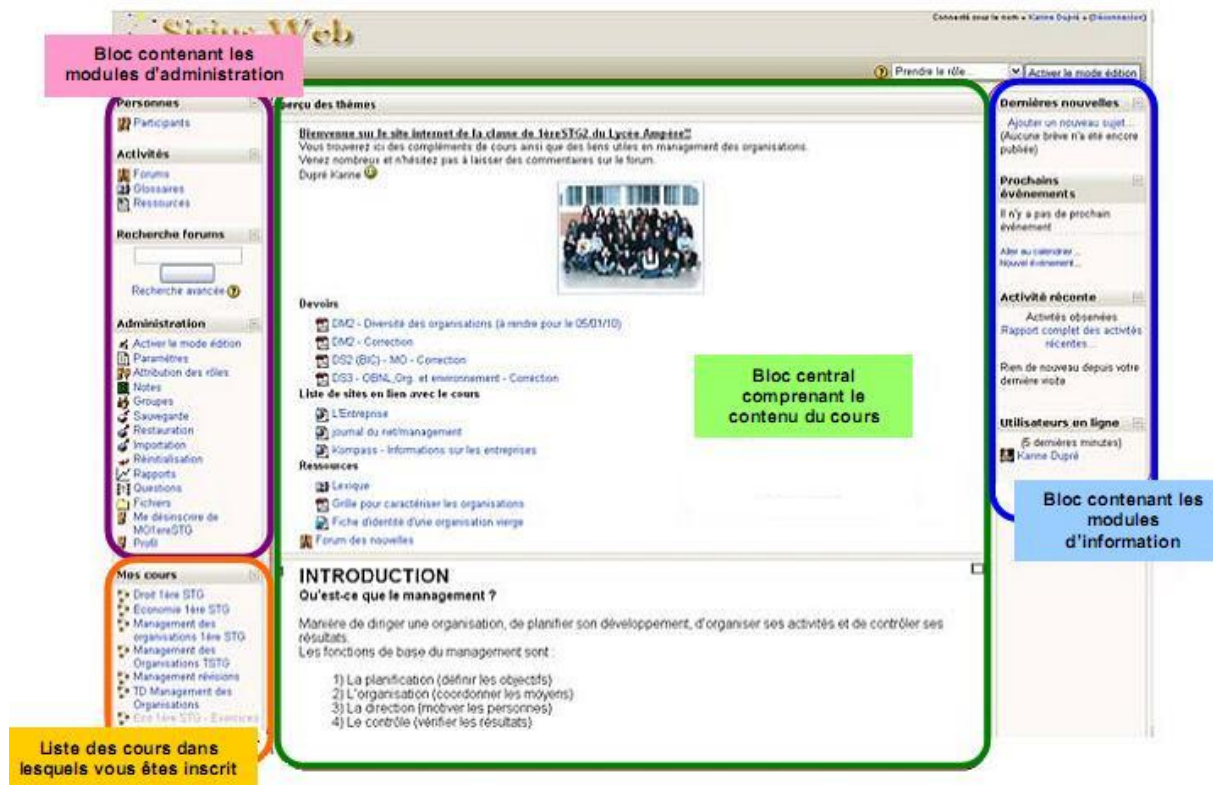 Sirius Web
Connecté sous le nom « Karine Dupré » (Déconnexion)
Bloc contenant les
modules d'administration
Prendre le rôle...
Activer le mode édition
Personnes
Participants
Activités
Forums
Glossaires
Ressources
Recherche forums
Recherche avancée
Administration
Activer le mode édition
Paramètres
Attribution des rôles
Notes
Groupes
Sauvegarde
Restauration
Importation
Réinitialisation
Rapports
Questions
Fichiers
Me désinscrire de
MO1ereSTG
Profil
Mes cours
Droit 1ère STG
Economie 1ère STG
Management des
organisations 1ère STG
Management des
Organisations TSTG
Management révisions
TD Management des
Organisations
Eco 1ère STG - Exercices
Liste des cours dans
lesquels vous êtes inscrit
perçu des thèmes
Bienvenue sur le site internet de la classe de 1èreSTG2 du Lycée Ampère!!
Vous trouverez ici des compléments de cours ainsi que des liens utiles en management des organisations.
Venez nombreux et n'hésitez pas à laisser des commentaires sur le forum.
Dupré Karine
Devoirs
DM2 - Diversité des organisations (à rendre pour le 05/01/10)
DM2 - Correction
DS2 (BIC) - MO - Correction
DS3 - OBNL_Org. et environnement - Correction
Liste de sites en lien avec le cours
L'Entreprise
journal du net/management
Kompass - Informations sur les entreprises
Ressources
Lexique
Grille pour caractériser les organisations
Fiche d'identité d'une organisation vierge
Forum des nouvelles
Bloc central
comprenant le
contenu du cours
INTRODUCTION
Qu'est-ce que le management ?
Manière de diriger une organisation, de planifier son développement, d'organiser ses activités et de contrôler ses
résultats.
Les fonctions de base du management sont :
1) La planification (définir les objectifs)
2) L'organisation (coordonner les moyens)
3) La direction (motiver les personnes)
4) Le contrôle (vérifier les résultats)
Dernières nouvelles
Ajouter un nouveau sujet...
(Aucune brève n'a été encore
publiée)
Prochains
événements
Il n'y a pas de prochain
événement
Aller au calendrier...
Nouvel événement...
Activité récente
Activités observées
Rapport complet des activités
récentes...
Rien de nouveau depuis votre
dernière visite
Utilisateurs en ligne
(5 dernières minutes)
Karine Dupré
Bloc contenant les
modules
d'information